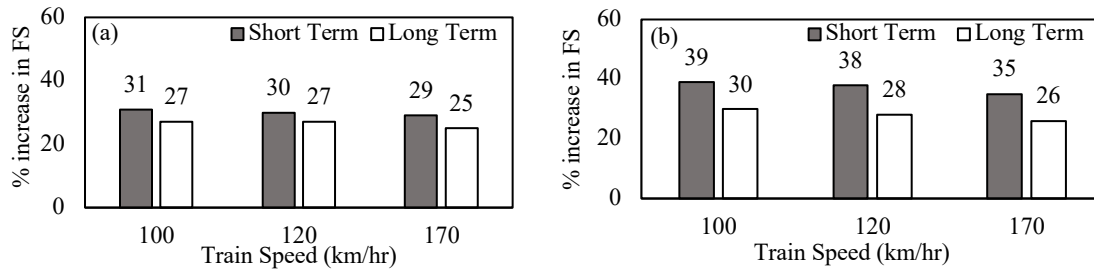 60
(a)
Short Term
Long Term
40
20
0
% increase in FS
31
27
30
27
29
25
100
120
170
Train Speed (km/hr)
60
(b)
Short Term
Long Term
40
20
0
% increase in FS
39
30
38
28
35
26
100
120
170
Train Speed (km/hr)